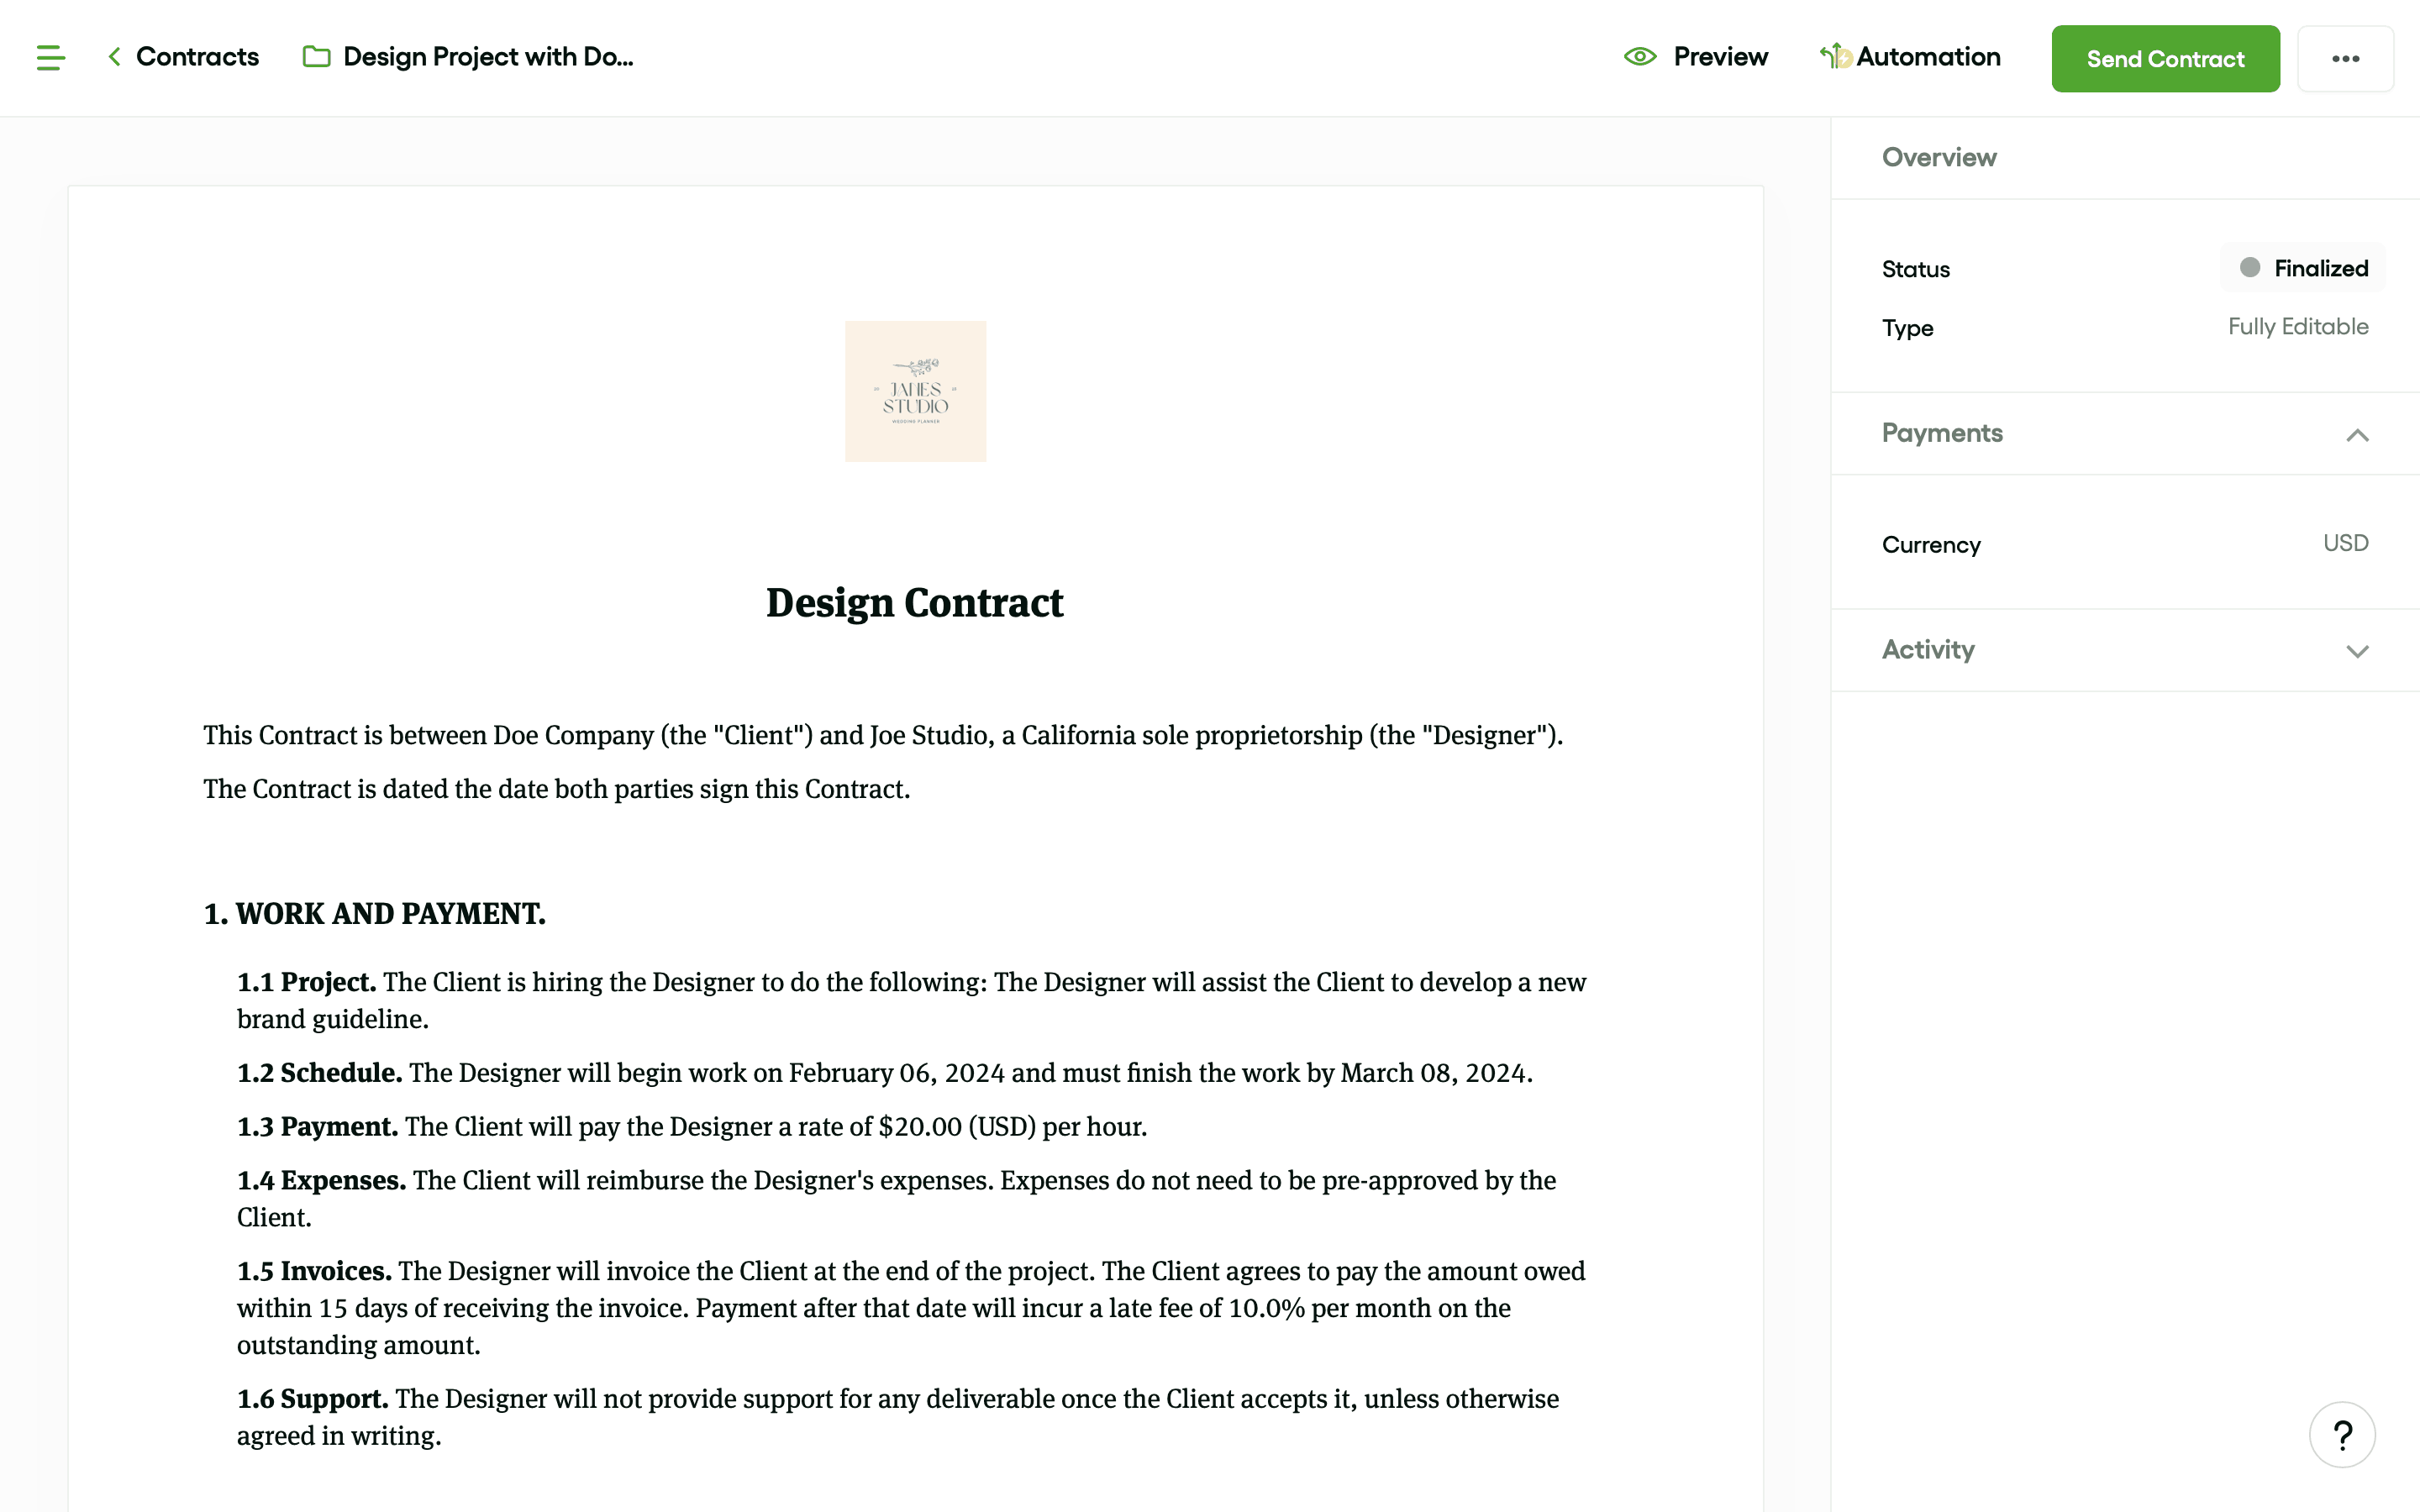 Contracts
Design Project with Do...
Preview
Automation
Send Contract
Overview
Status
Finalized
Type
Fully Editable
Payments
Currency
USD
Activity
JAMES
STUDIO
WEDDING PLANNER
Design Contract
This Contract is between Doe Company (the "Client") and Joe Studio, a California sole proprietorship (the "Designer").
The Contract is dated the date both parties sign this Contract.
1. WORK AND PAYMENT.
1.1 Project. The Client is hiring the Designer to do the following: The Designer will assist the Client to develop a new
brand guideline.
1.2 Schedule. The Designer will begin work on February 06, 2024 and must finish the work by March 08, 2024.
1.3 Payment. The Client will pay the Designer a rate of $20.00 (USD) per hour.
1.4 Expenses. The Client will reimburse the Designer's expenses. Expenses do not need to be pre-approved by the
Client.
1.5 Invoices. The Designer will invoice the Client at the end of the project. The Client agrees to pay the amount owed
within 15 days of receiving the invoice. Payment after that date will incur a late fee of 10.0% per month on the
outstanding amount.
1.6 Support. The Designer will not provide support for any deliverable once the Client accepts it, unless otherwise
agreed in writing.
?